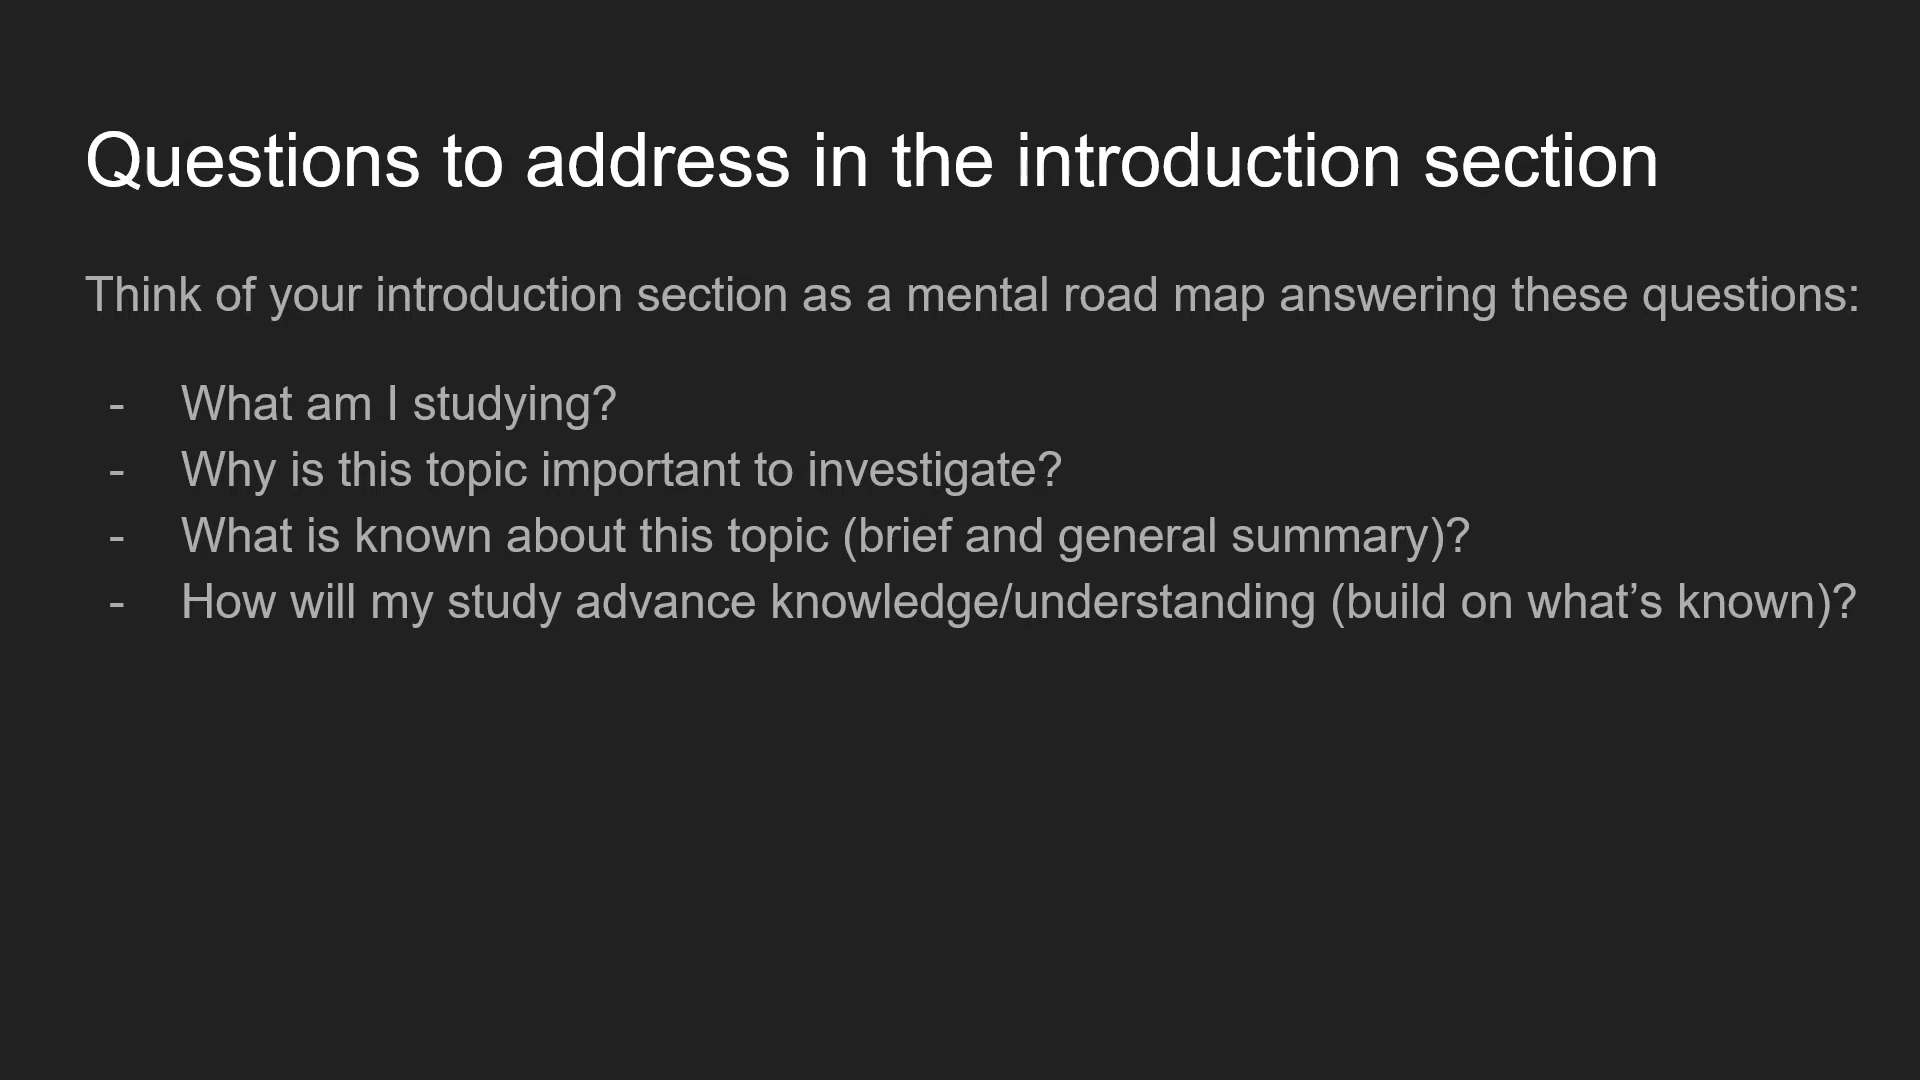 Questions to address in the introduction section
Think of your introduction section as a mental road map answering these questions:
- What am I studying?
- Why is this topic important to investigate?
- What is known about this topic (brief and general summary)?
- How will my study advance knowledge/understanding (build on what’s known)?